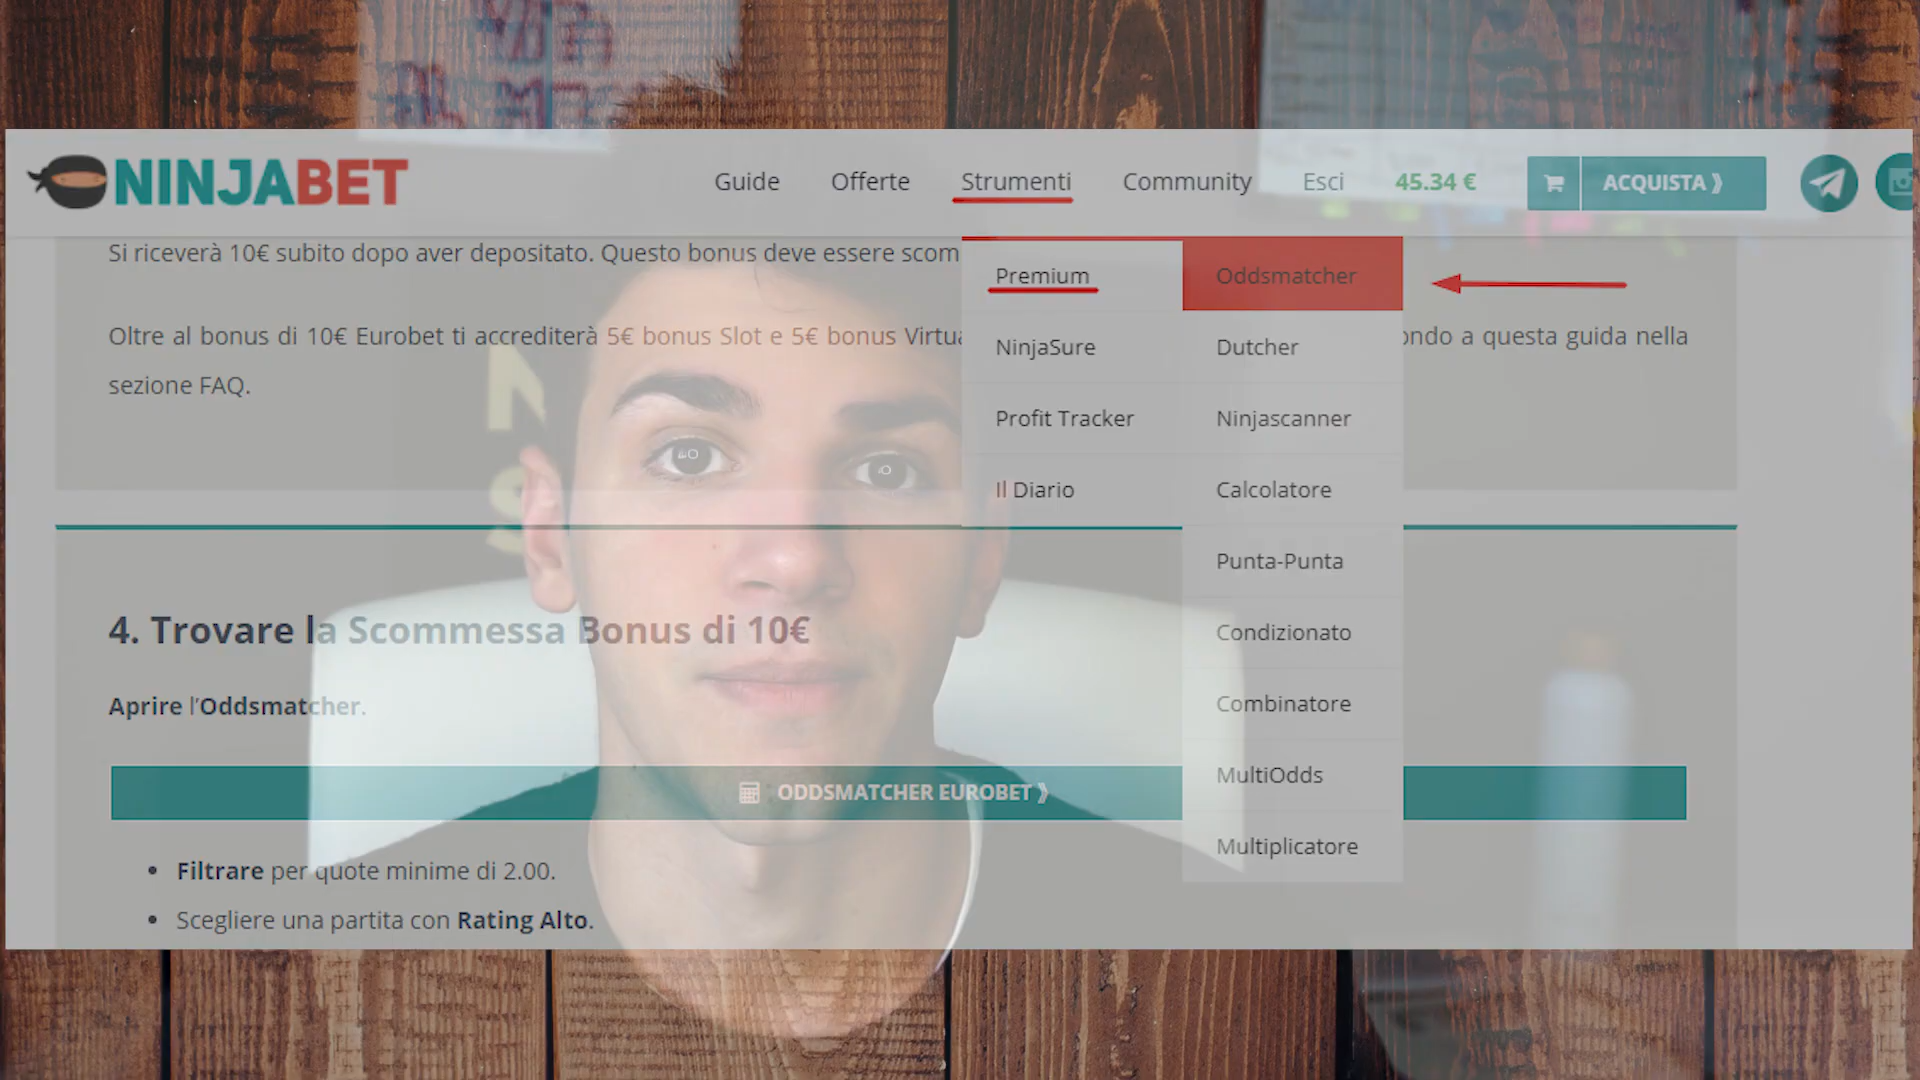 NINJABET
Guide Offerte Strumenti Community Esci 45.34 € ACQUISTA ⟫
Si riceverà 10€ subito dopo aver depositato. Questo bonus deve essere scom
Premium
Oddsmatcher
Oltre al bonus di 10€ Eurobet ti accrediterà 5€ bonus Slot e 5€ bonus Virtua
ondo a questa guida nella
sezione FAQ.
NinjaSure
Dutcher
Profit Tracker
Ninjascanner
Il Diario
Calcolatore
Punta-Punta
Condizionato
Combinatore
MultiOdds
Multiplicatore
4. Trovare la Scommessa Bonus di 10€
Aprire l'Oddsmatcher.
ODDSMATCHER EUROBET ⟫
• Filtrare per quote minime di 2.00.
• Scegliere una partita con Rating Alto.